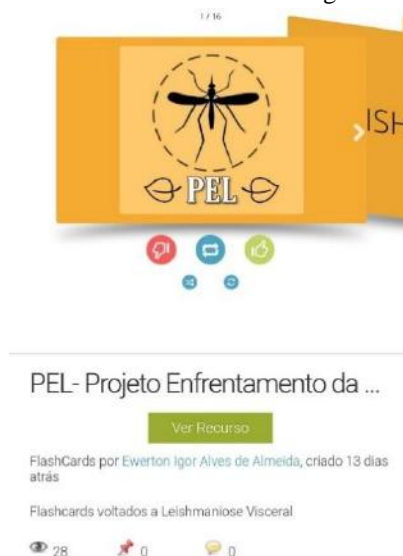 1 / 16
ISH
PEL
PEL- Projeto Enfrentamento da ...
Ver Recurso
FlashCards por Ewerton Igor Alves de Almeida, criado 13 dias
atrás
Flashcards voltados a Leishmaniose Visceral
28 0 0